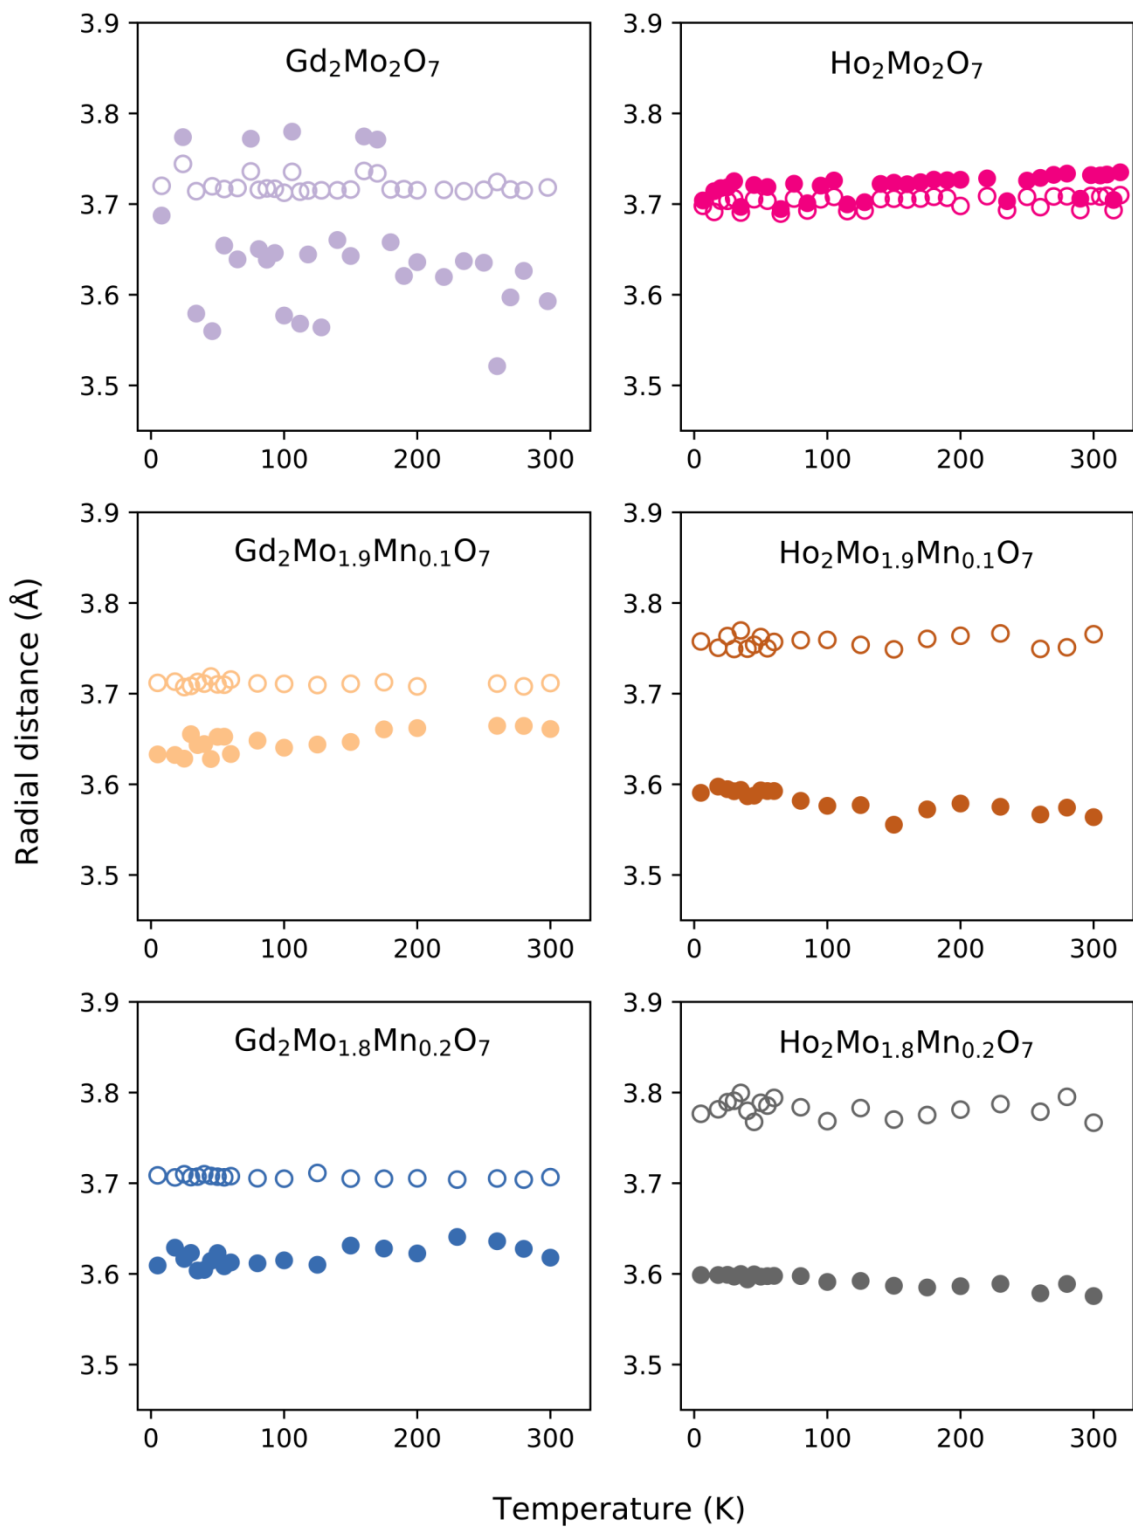 Radial distance (Å)
Gd₂Mo₂O₇
3.9
3.8
3.7
3.6
3.5
0 100 200 300
Ho₂Mo₂O₇
3.9
3.8
3.7
3.6
3.5
0 100 200 300
Gd₂Mo₁.₉Mn₀.₁O₇
3.9
3.8
3.7
3.6
3.5
0 100 200 300
Ho₂Mo₁.₉Mn₀.₁O₇
3.9
3.8
3.7
3.6
3.5
0 100 200 300
Gd₂Mo₁.₈Mn₀.₂O₇
3.9
3.8
3.7
3.6
3.5
0 100 200 300
Ho₂Mo₁.₈Mn₀.₂O₇
3.9
3.8
3.7
3.6
3.5
0 100 200 300
Temperature (K)